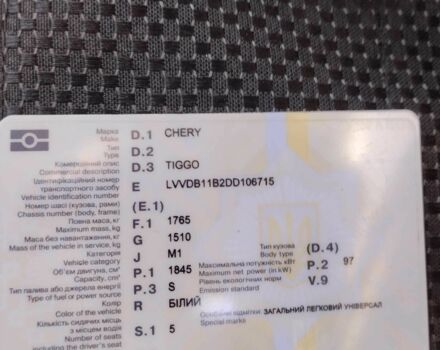 Марка
Make D.1 CHERY
Тип
Type D.2
Комерційний опис
Commercial description D.3 TIGGO
Ідентифікаційний номер
транспортного засобу E LVVDB11B2DD106715
Vehicle identification number
Номер шасі (кузова, рами) (E.1)
Chassis number (body, frame)
Повна маса, кг F.1 1765
Maximum mass, kg
Маса без навантаження, кг G 1510
Mass of the vehicle in service, kg
Категорія J M1
Vehicle category
Об'єм двигуна, см³ P.1 1845
Capacity, cm³
Тип палива або джерела енергії P.3 S
Type of fuel or power source
Колір R БІЛИЙ
Color of the vehicle
Кількість сидячих місць
з місцем водія S.1 5
Number of seats
including the driver's seat
Тип кузова (D.4)
Body type
Максимальна потужність кВт P.2 97
Maximum net power (in kW)
Рівень екологічних норм V.9
Emission standard
Особливі відмітки: ЗАГАЛЬНИЙ ЛЕГКОВИЙ УНІВЕРСАЛ
Special marks